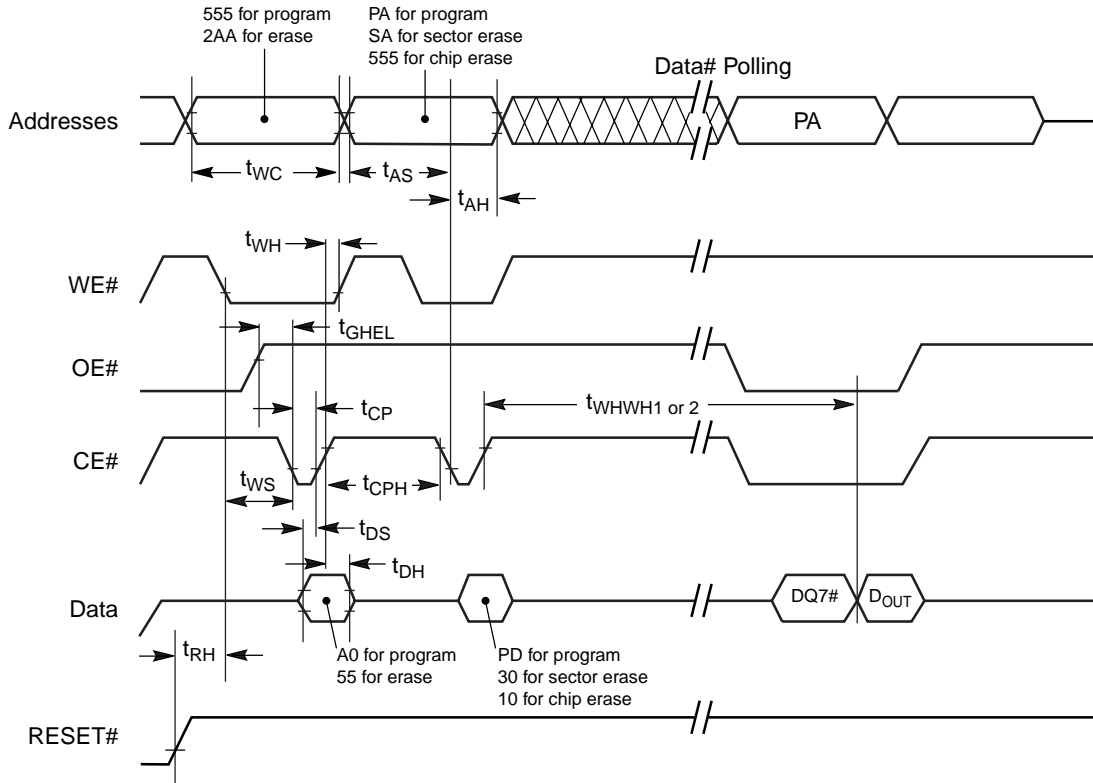 555 for program
2AA for erase
PA for program
SA for sector erase
555 for chip erase
Data# Polling
Addresses
PA
tWC
tAS
tAH
tWH
WE#
tGHEL
OE#
tWHWH1 or 2
tCP
CE#
tWS
tCPH
tDS
tDH
Data
DQ7#
DOUT
tRH
A0 for program
55 for erase
PD for program
30 for sector erase
10 for chip erase
RESET#